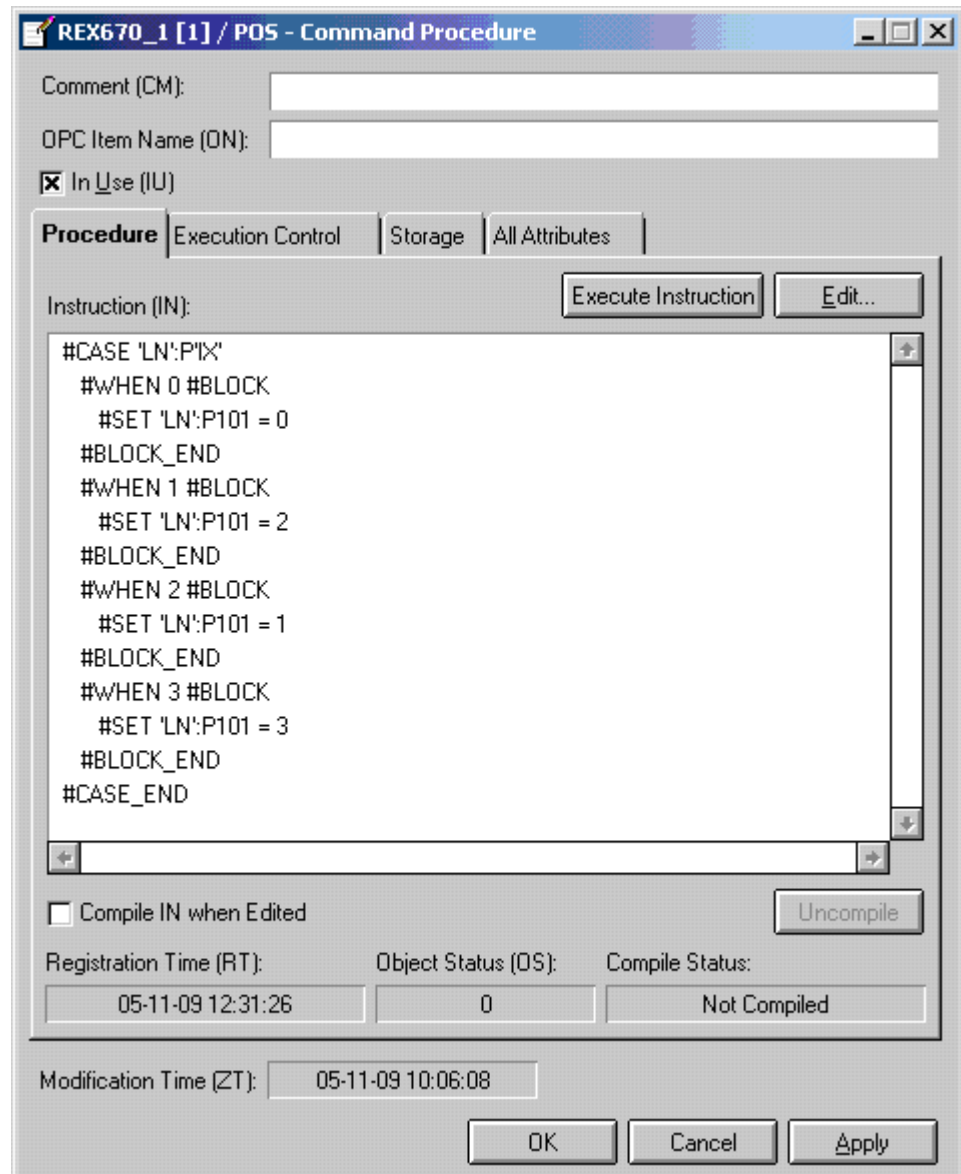 REX670_1 [1] / POS - Command Procedure
Comment (CM):
OPC Item Name (ON):
In Use (IU)
Procedure Execution Control Storage All Attributes
Instruction (IN): Execute Instruction Edit...
#CASE 'LN':P'IX'
#WHEN 0 #BLOCK
#SET 'LN':P101 = 0
#BLOCK_END
#WHEN 1 #BLOCK
#SET 'LN':P101 = 2
#BLOCK_END
#WHEN 2 #BLOCK
#SET 'LN':P101 = 1
#BLOCK_END
#WHEN 3 #BLOCK
#SET 'LN':P101 = 3
#BLOCK_END
#CASE_END
Compile IN when Edited Uncompile
Registration Time (RT): Object Status (OS): Compile Status:
05-11-09 12:31:26 0 Not Compiled
Modification Time (ZT): 05-11-09 10:06:08
OK Cancel Apply